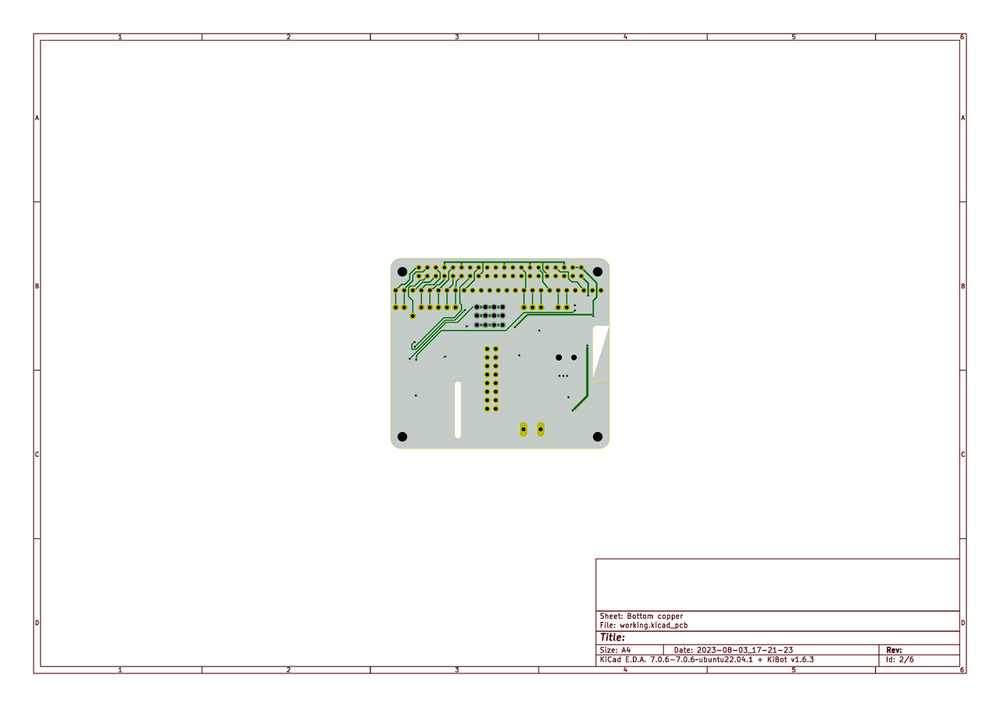 1 2 3 4 5 6
A A
B B
C C
D D
Sheet: Bottom copper
File: working.kicad_pcb
Title:
Size: A4 Date: 2023-08-03_17-21-23 Rev:
KiCad E.D.A. 7.0.6-7.0.6~ubuntu22.04.1 + KiBot v1.6.3 Id: 2/6
1 2 3 4 5 6